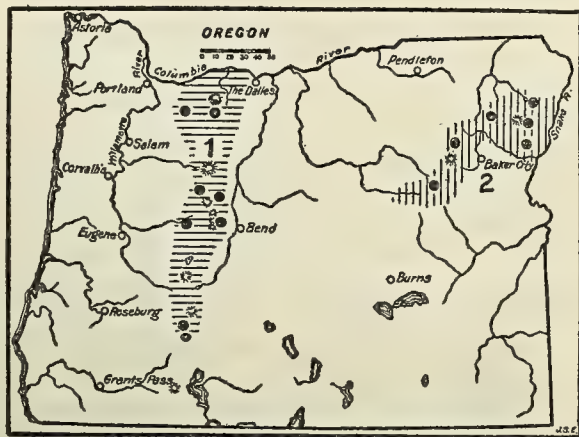 OREGON
Astoria
Columbia
River
Pendleton
Portland
River
The Dalles
Snake R.
Salem
1
Corvallis
Baker
2
Eugene
Bend
Burns
Roseburg
Grants Pass